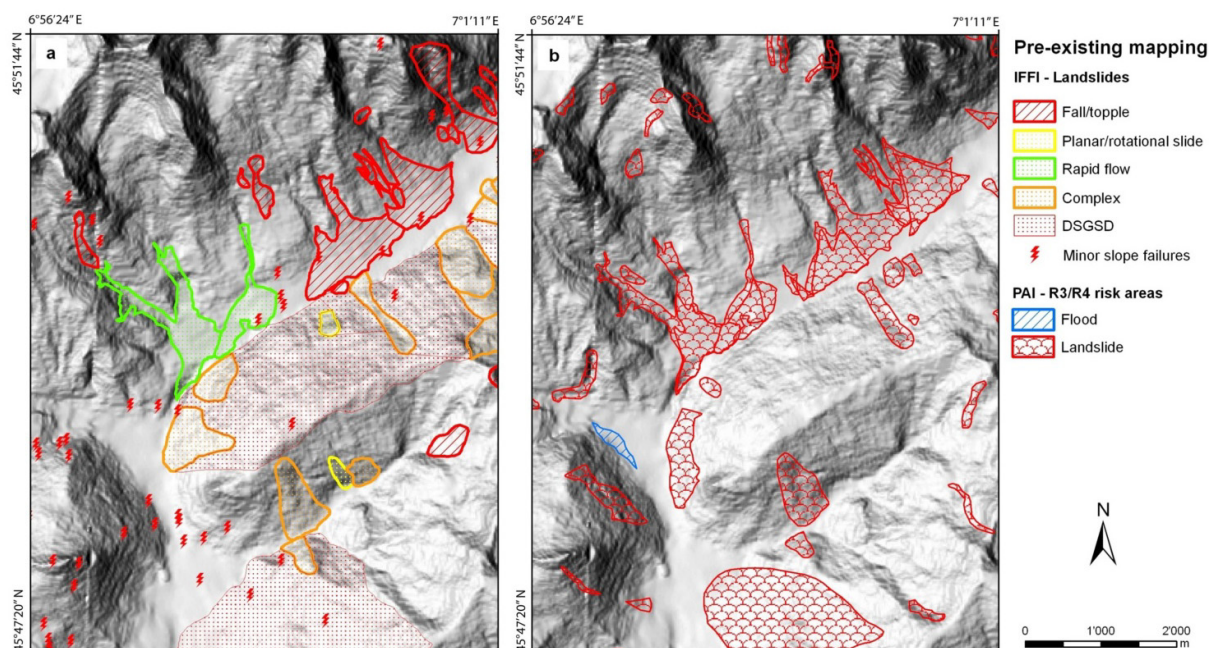 6°56'24" E
7°1'11" E
45°51'44" N
a
45°47'20" N
6°56'24" E
7°1'11" E
45°51'44" N
b
45°47'20" N
Pre-existing mapping
IFFI - Landslides
Fall/topple
Planar/rotational slide
Rapid flow
Complex
DSGSD
Minor slope failures
PAI - R3/R4 risk areas
Flood
Landslide
N
0 1'000 2'000
m